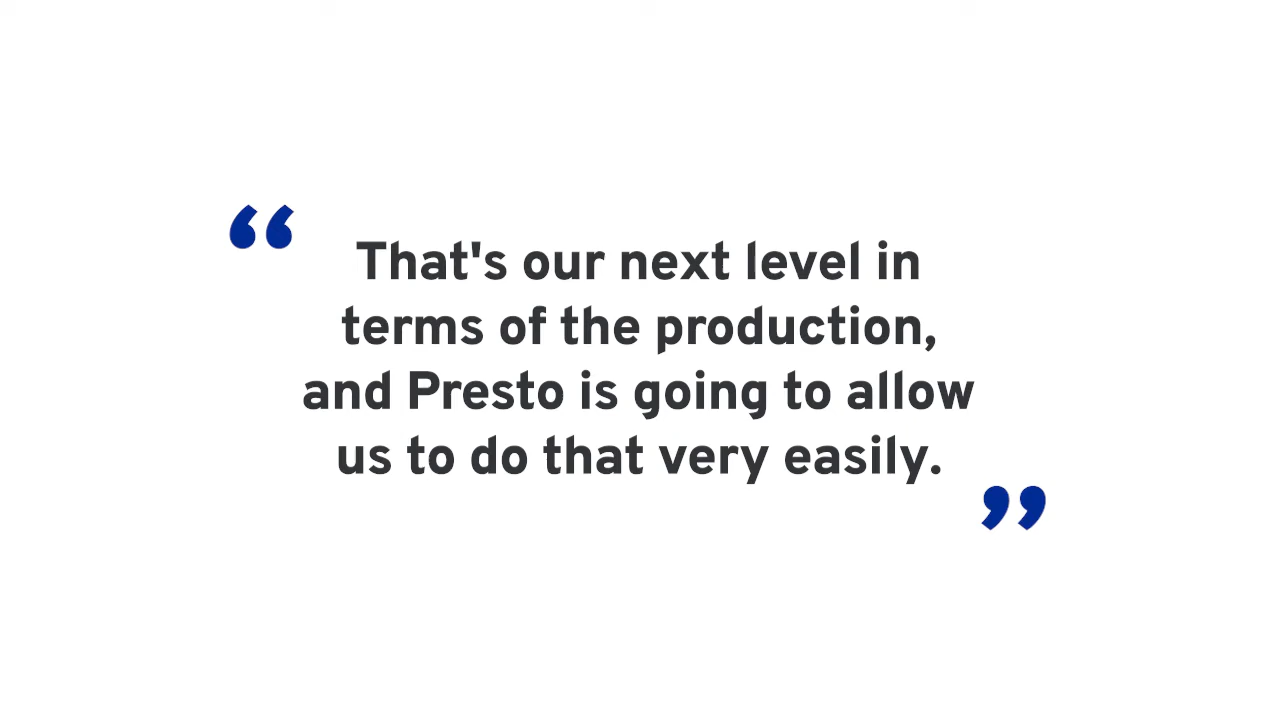 “
That's our next level in
terms of the production,
and Presto is going to allow
us to do that very easily.
”